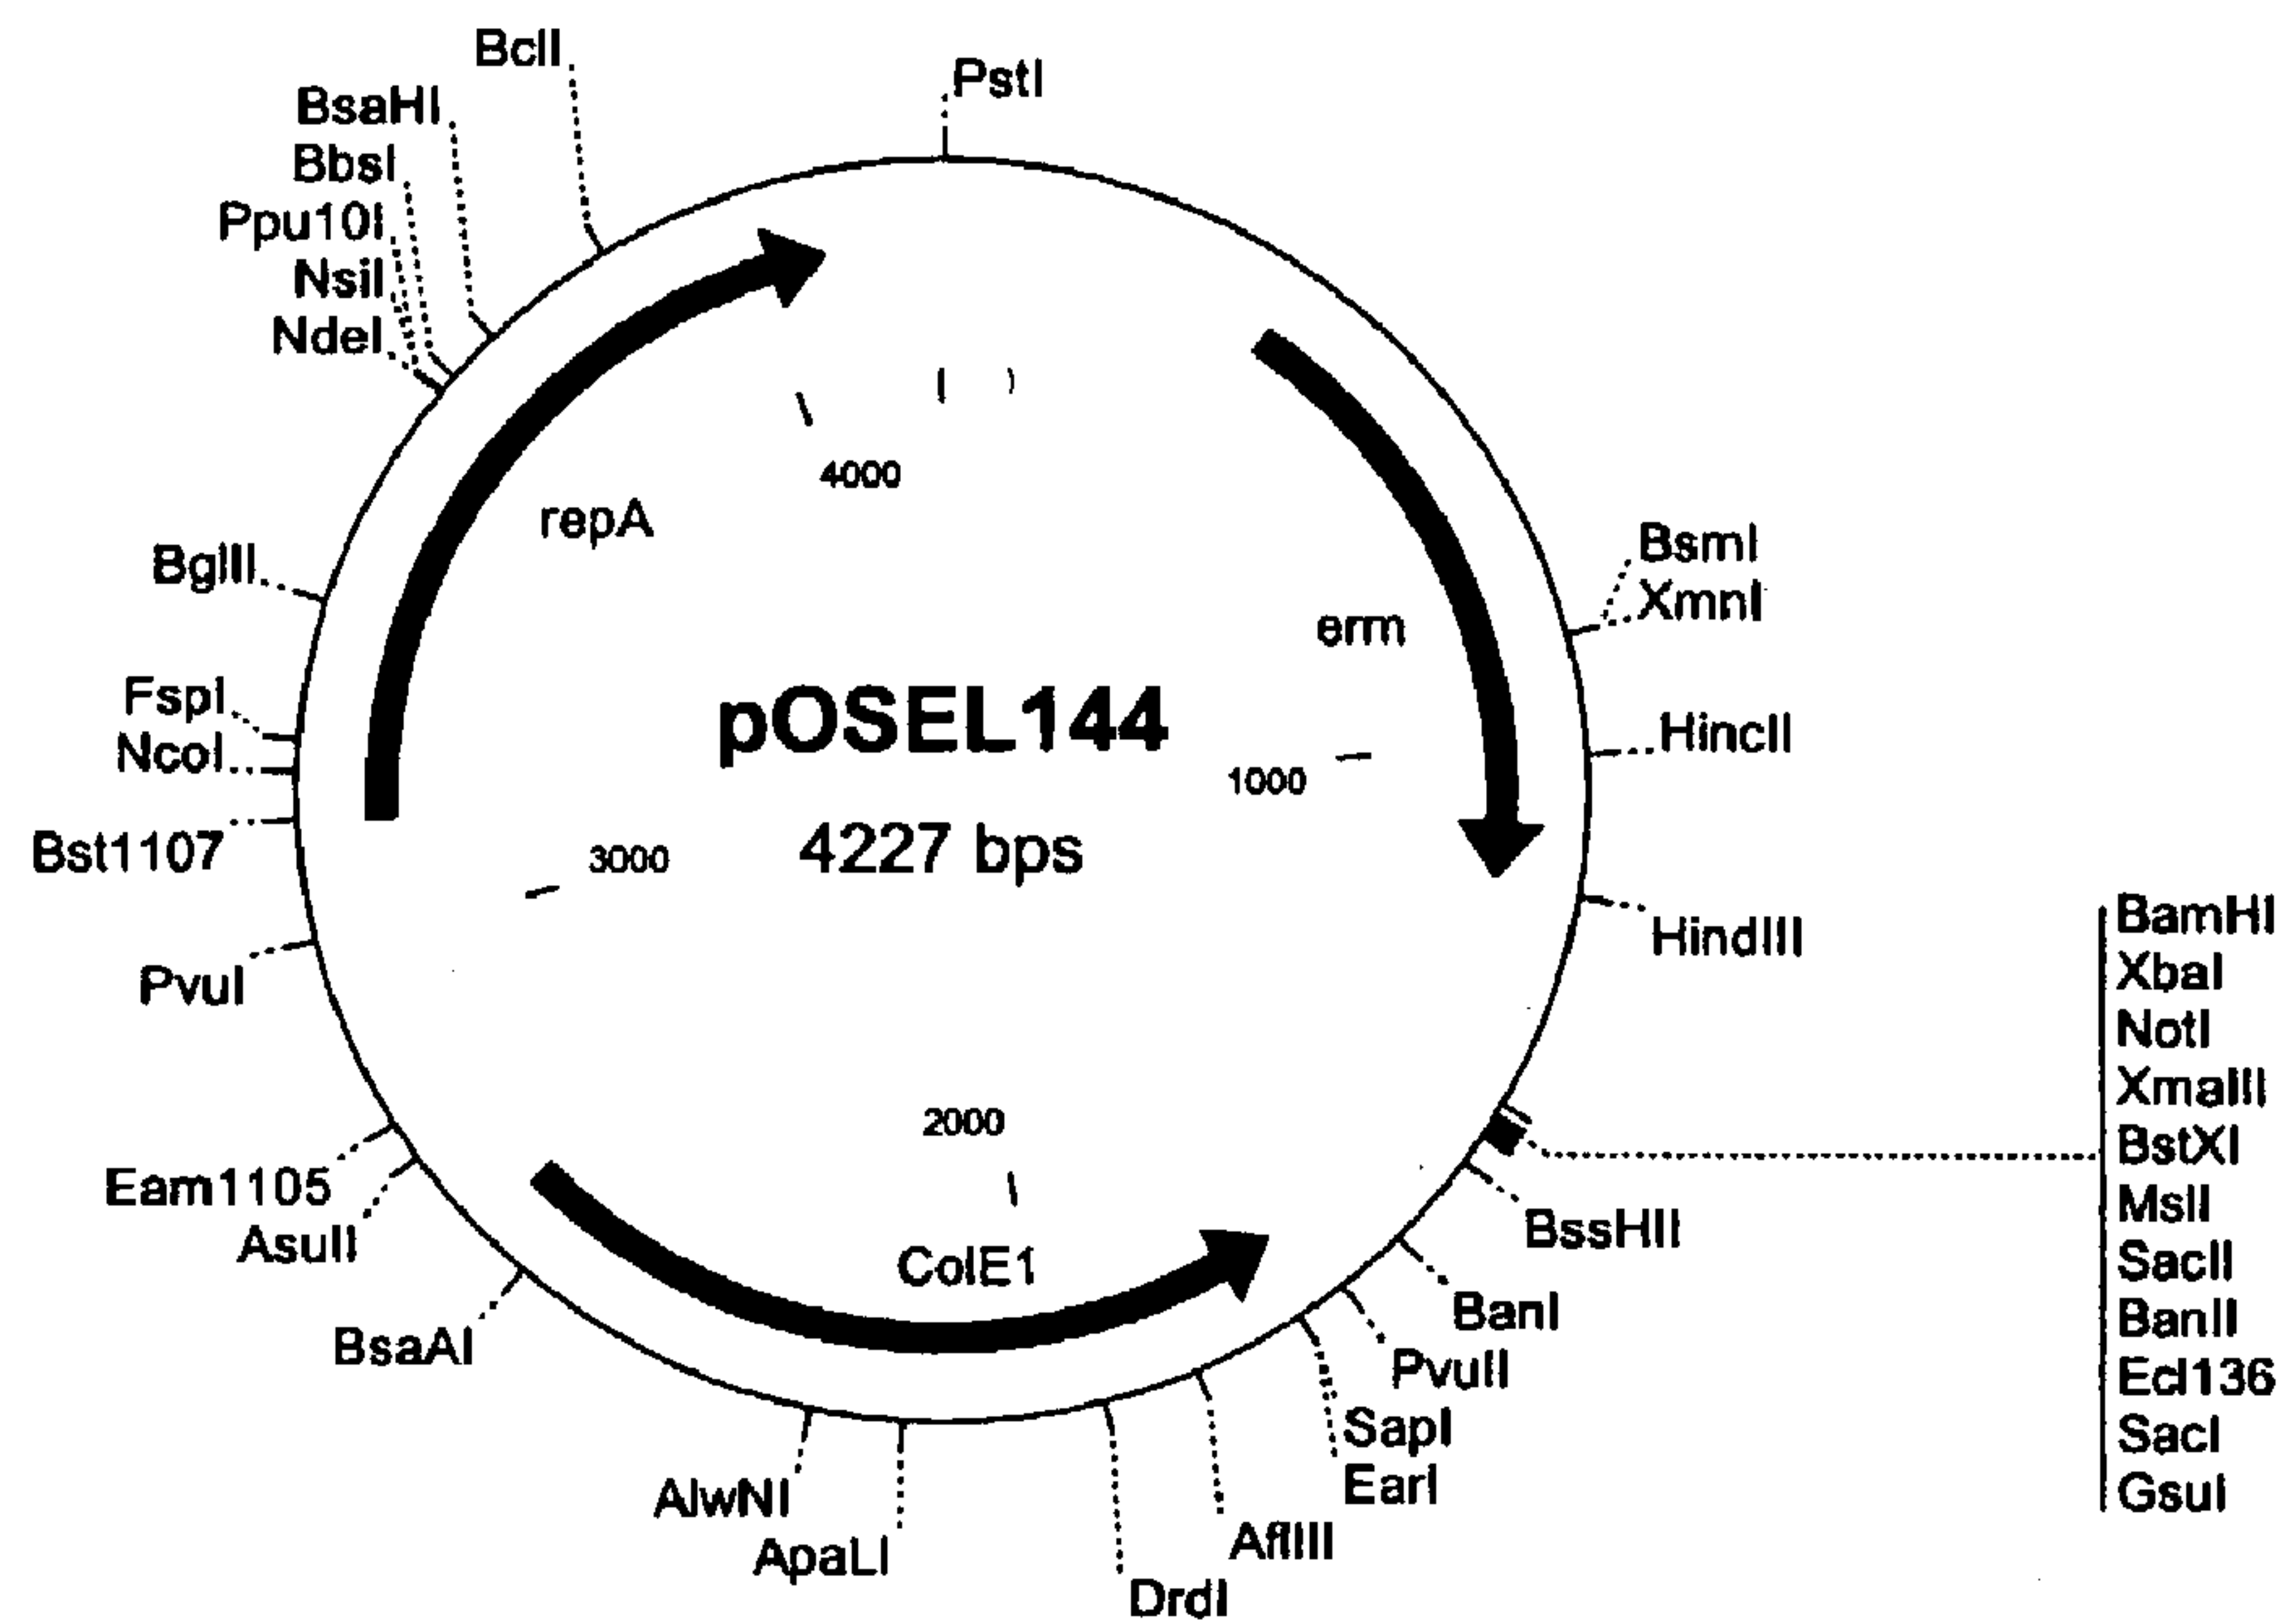 BclI
PstI
BsaHI
BbsI
Ppu10I
NsiI
NdeI
4000
repA
BglII
BsmI
XmnI
erm
FspI
NcoI
pOSEL144
HincII
1000
Bst1107
3000
4227 bps
HindIII
PvuI
BamHI
XbaI
NotI
XmaIII
BstXI
MslI
SacII
BanII
Ecl136
SacI
GsuI
2000
Eam1105
AsuII
BssHII
ColE1
BanI
BsaAI
PvuII
SapI
EarI
AlwNI
AflIII
ApaLI
DrdI